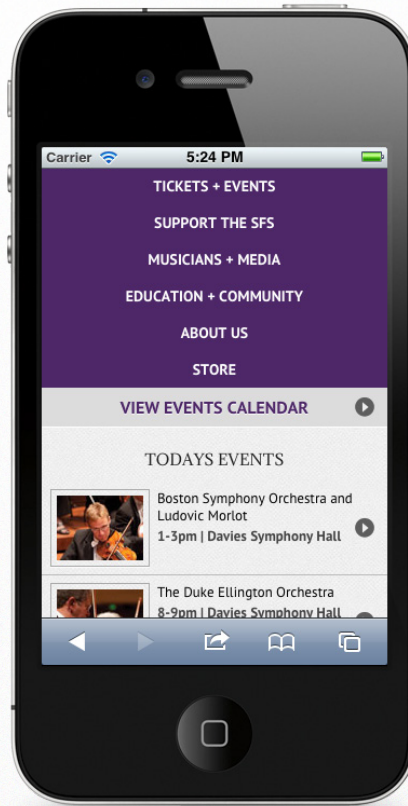 Carrier 5:24 PM
TICKETS + EVENTS
SUPPORT THE SFS
MUSICIANS + MEDIA
EDUCATION + COMMUNITY
ABOUT US
STORE
VIEW EVENTS CALENDAR
TODAYS EVENTS
Boston Symphony Orchestra and
Ludovic Morlot
1-3pm | Davies Symphony Hall
The Duke Ellington Orchestra
8-9pm | Davies Symphony Hall